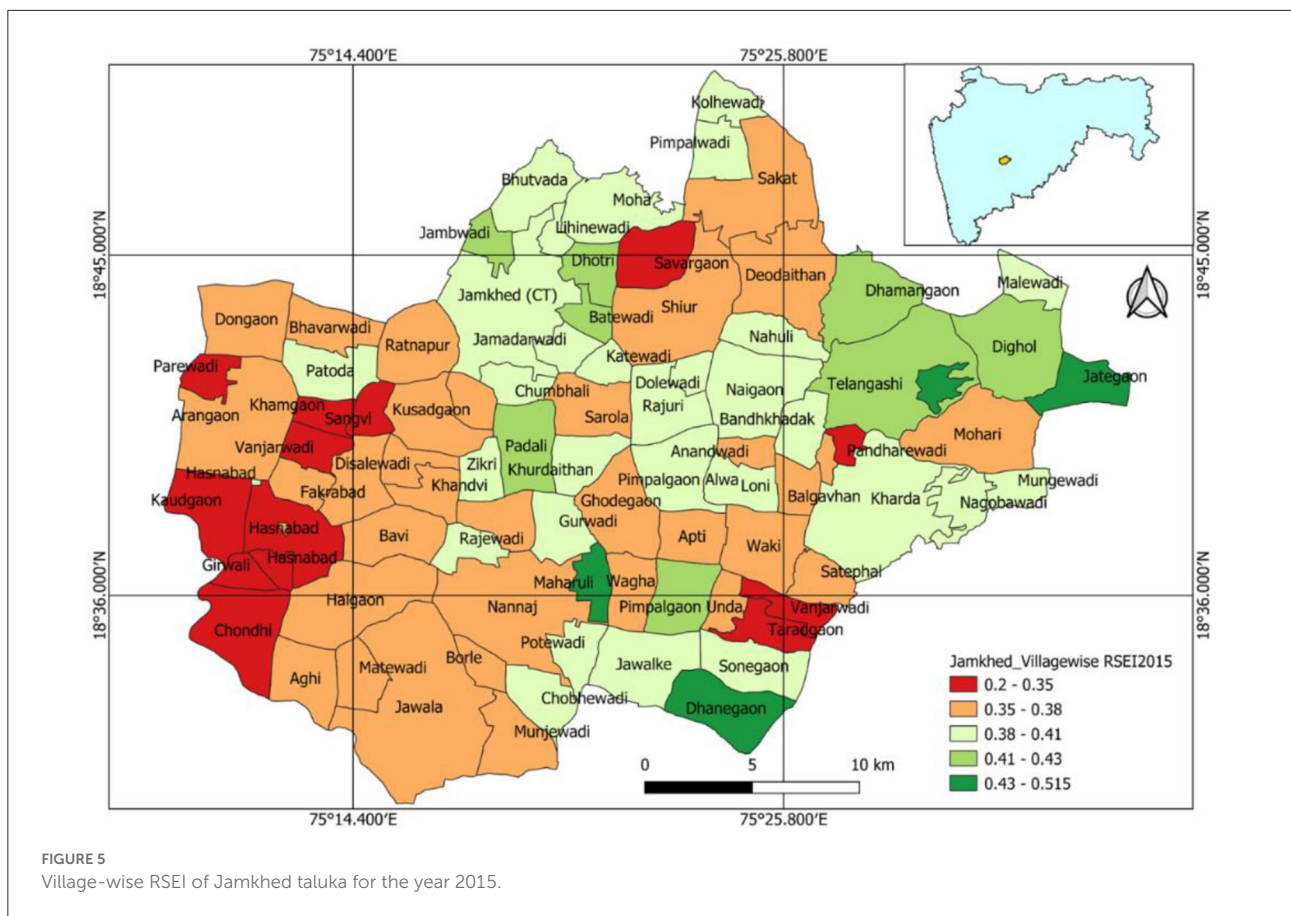 75°14.400′E
75°25.800′E
Kolhewadi
Pimpalwadi
Sakat
Bhutvada
Moha
Jambwadi
Lihinewadi
18°45.000′N
18°45.000′N
Dhotri
Savargaon
Deodaithan
Dhamangaon
Malewadi
Jamkhed (CT)
Shiur
Dongaon
Bhavarwadi
Batewadi
Ratnapur
Jamadarwadi
Nahuli
Dighol
Katewadi
Parewadi
Patoda
Telangashi
Jategaon
Dolewadi
Naigaon
Chumbhali
Khamgaon
Kusadgaon
Rajuri
Arangaon
Sangvi
Sarola
Bandhkhadak
Mohari
Vanjarwadi
Padali
Anandwadi
Pandharewadi
Disalewadi
Zikri
Khurdaithan
Hasnabad
Khandvi
Pimpalgaon
Alwa
Loni
Mungewadi
Kaudgaon
Fakrabad
Ghodegaon
Balgavhan
Kharda
Nagobawadi
Hasnabad
Gurwadi
Bavi
Rajewadi
Apti
Waki
Hasnabad
Girwali
Satephal
Maharuli
Wagha
18°36.000′N
18°36.000′N
Halgaon
Nannaj
Pimpalgaon
Unda
Vanjarwadi
Chondhi
Taradgaon
Potewadi
Borle
Matewadi
Jawalke
Sonegaon
Aghi
Jawala
Chobhewadi
Dhanegaon
Munjewadi
Jamkhed_Villagewise RSEI2015
0.2 - 0.35
0.35 - 0.38
0.38 - 0.41
0.41 - 0.43
0.43 - 0.515
0 5 10 km
75°14.400′E
75°25.800′E
FIGURE 5
Village-wise RSEI of Jamkhed taluka for the year 2015.